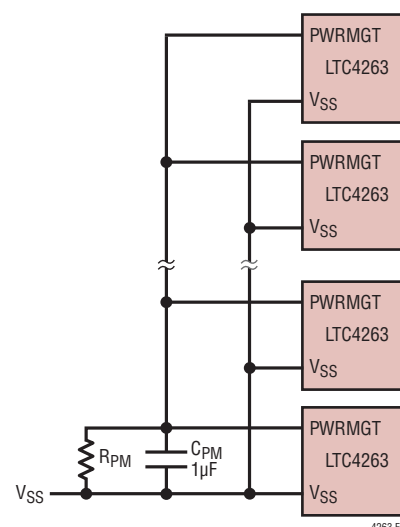 PWRMGT
LTC4263
VSS
PWRMGT
LTC4263
VSS
PWRMGT
LTC4263
VSS
PWRMGT
LTC4263
VSS
RPM
CPM
1µF
VSS